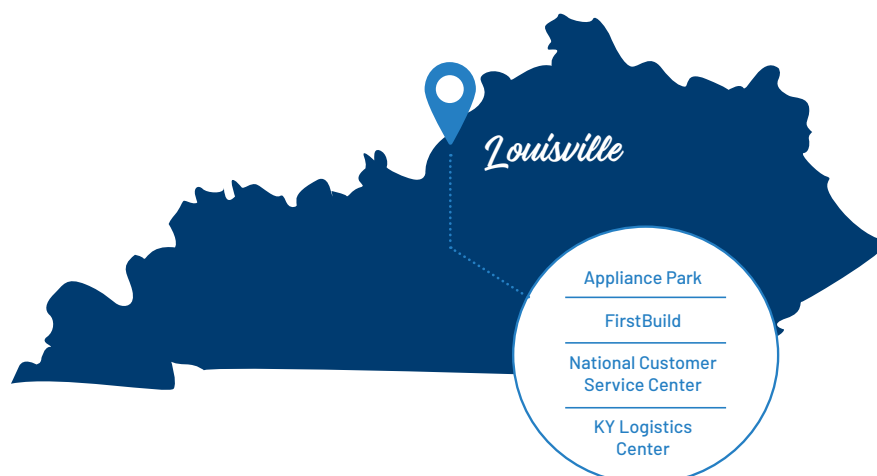 Louisville
Appliance Park
FirstBuild
National Customer
Service Center
KY Logistics
Center